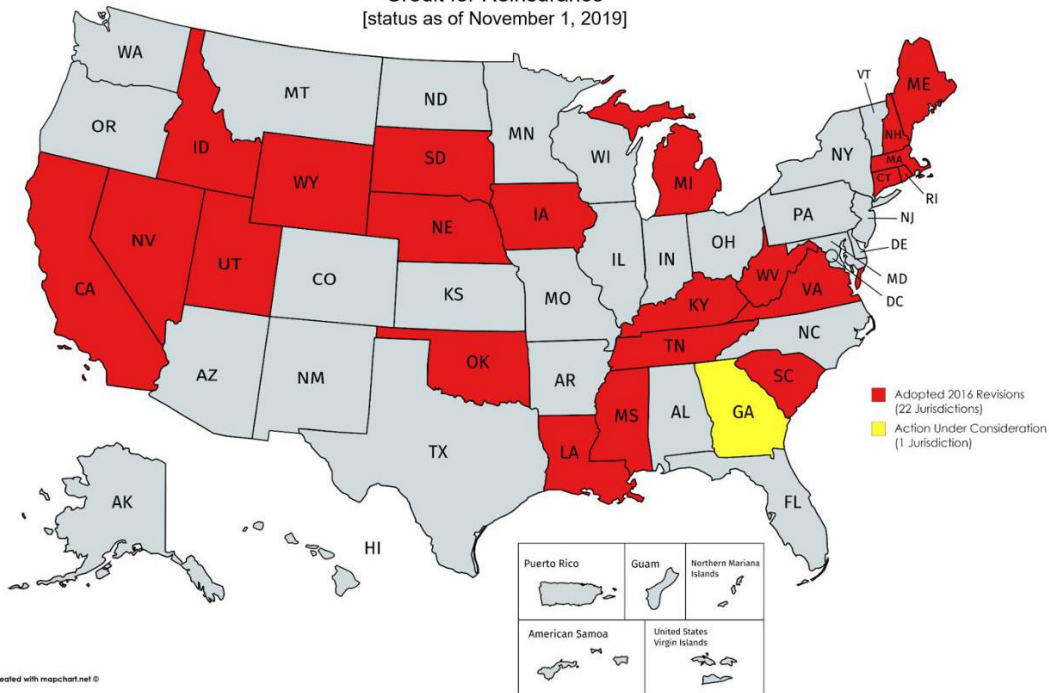 [status as of November 1, 2019]
WA
MT
ND
MN
VT
ME
OR
ID
SD
WI
NY
NH
MA
CT
RI
WY
MI
IA
NE
PA
NJ
NV
UT
CO
IL
IN
OH
DE
MD
DC
CA
KS
MO
WV
VA
KY
NC
TN
AZ
NM
OK
AR
SC
MS
AL
GA
LA
TX
FL
AK
HI
Adopted 2016 Revisions
(22 Jurisdictions)
Action Under Consideration
(1 Jurisdiction)
Puerto Rico
Guam
Northern Mariana
Islands
American Samoa
United States
Virgin Islands
eated with mapchart.net ©